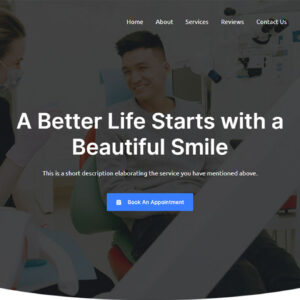 Home About Services Reviews Contact Us
A Better Life Starts with a
Beautiful Smile
This is a short description elaborating the service you have mentioned above.
Book An Appointment